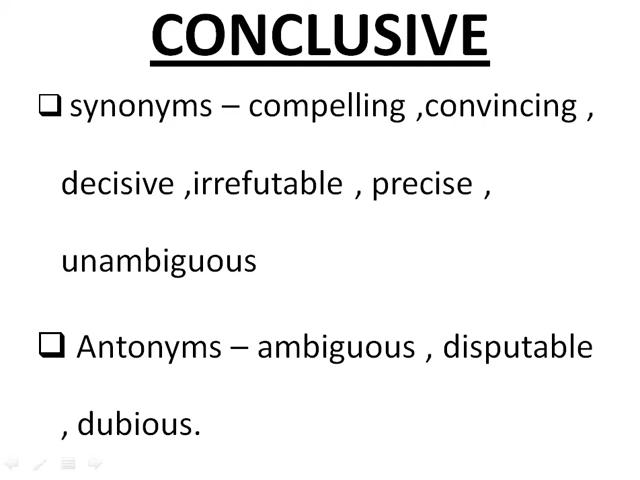 CONCLUSIVE
synonyms – compelling ,convincing ,
decisive ,irrefutable , precise ,
unambiguous
Antonyms – ambiguous , disputable
, dubious.